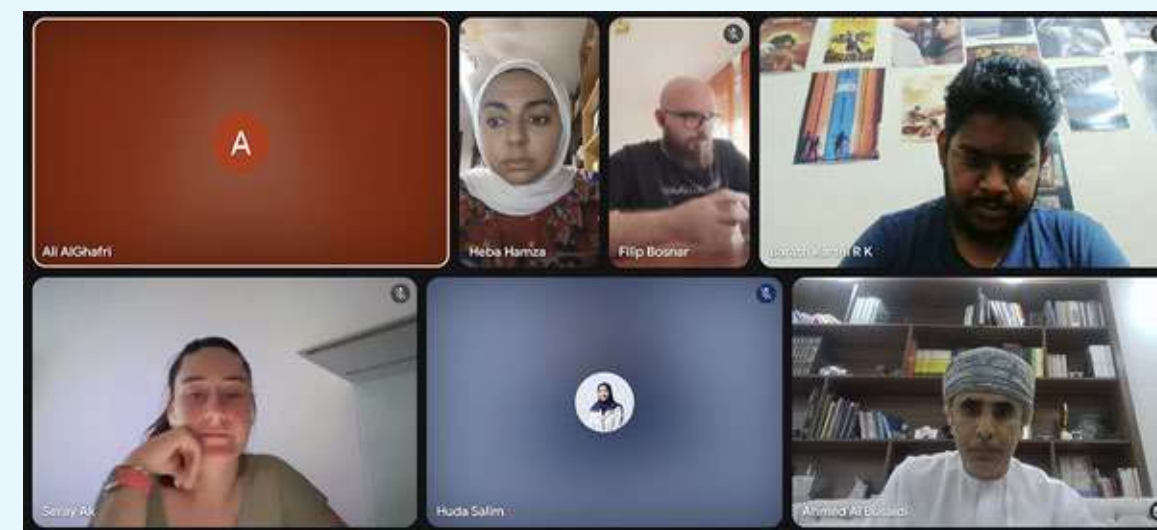 A
Ali AlGhafri
Heba Hamza
Filip Bosnar
R K
Seray Ak
Huda Salim
Ahmed Al Busaidi